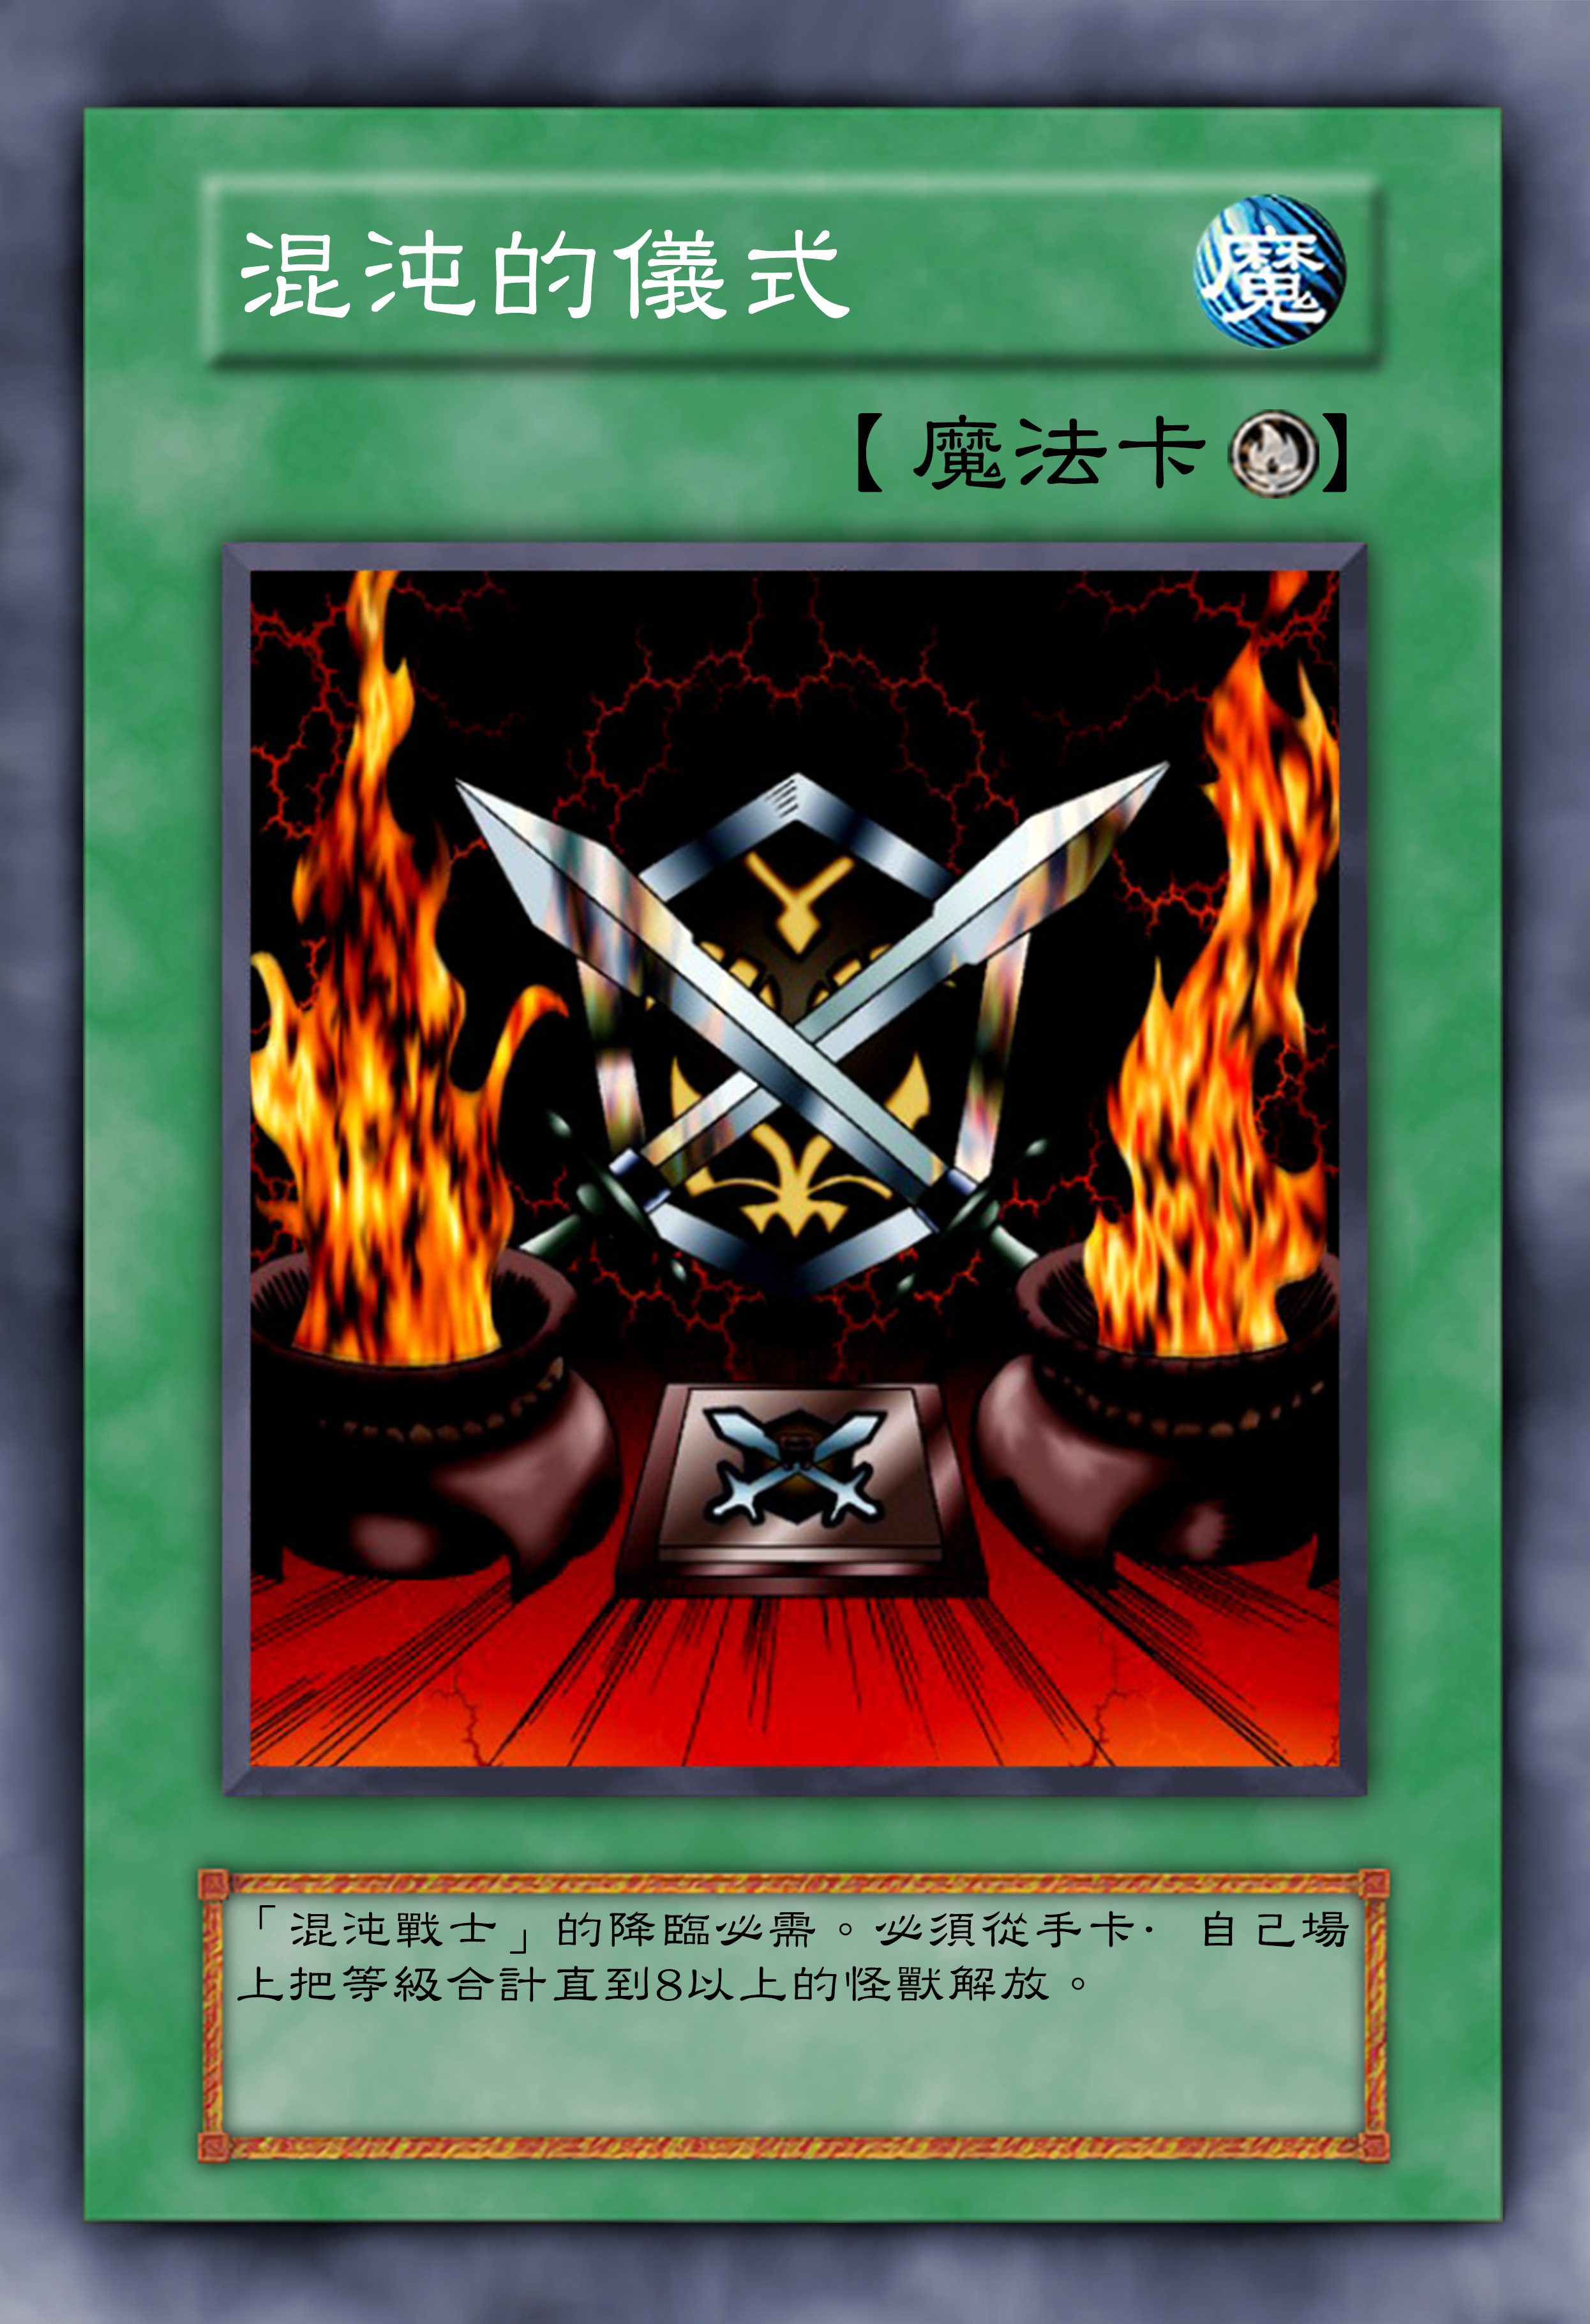 混沌的儀式
魔
【魔法卡】
「混沌戰士」的降臨必需。必須從手卡· 自己場
上把等級合計直到8以上的怪獸解放。